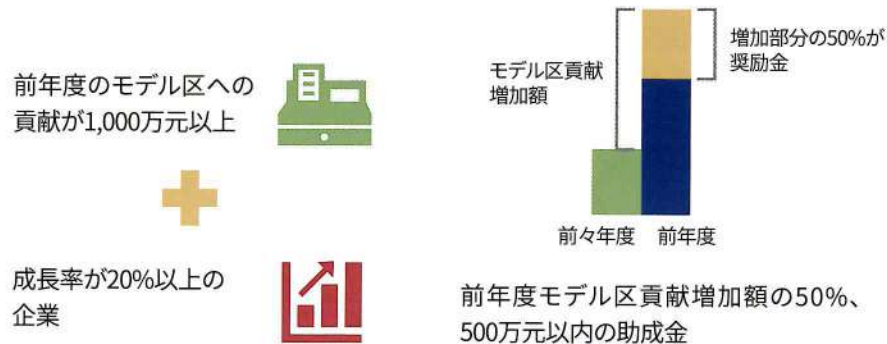 前年度のモデル区への
貢献が1,000万元以上
成長率が20%以上の
企業
モデル区貢献
増加額
増加部分の50%が
奨励金
前々年度 前年度
前年度モデル区貢献増加額の50%、
500万元以内の助成金